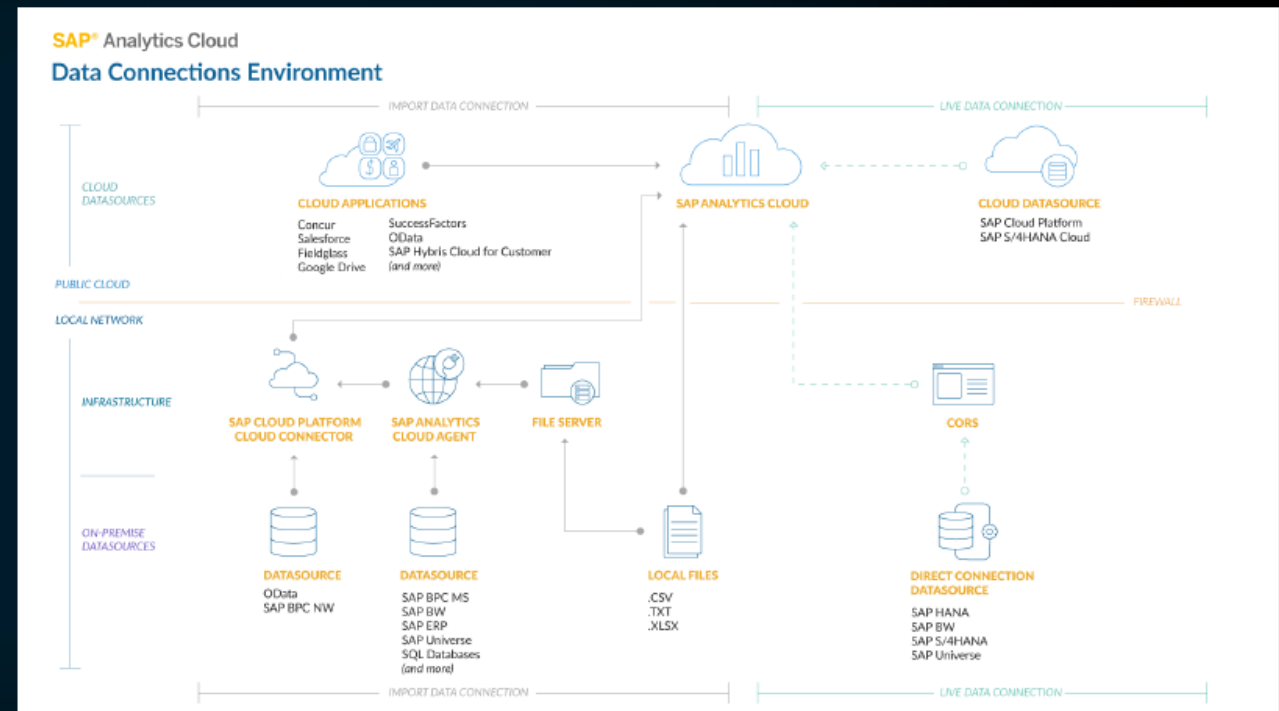 SAP® Analytics Cloud
Data Connections Environment
IMPORT DATA CONNECTION
LIVE DATA CONNECTION
CLOUD
DATASOURCES
CLOUD APPLICATIONS
Concur
Salesforce
Fieldglass
Google Drive
SuccessFactors
OData
SAP Hybris Cloud for Customer
(and more)
SAP ANALYTICS CLOUD
CLOUD DATASOURCE
SAP Cloud Platform
SAP S/4HANA Cloud
PUBLIC CLOUD
FIREWALL
LOCAL NETWORK
INFRASTRUCTURE
SAP CLOUD PLATFORM
CLOUD CONNECTOR
SAP ANALYTICS
CLOUD AGENT
FILE SERVER
CORS
ON-PREMISE
DATASOURCES
DATASOURCE
OData
SAP BPC NW
DATASOURCE
SAP BPC MS
SAP BW
SAP ERP
SAP Universe
SQL Databases
(and more)
LOCAL FILES
.CSV
.TXT
.XLSX
DIRECT CONNECTION
DATASOURCE
SAP HANA
SAP BW
SAP S/4HANA
SAP Universe
IMPORT DATA CONNECTION
LIVE DATA CONNECTION